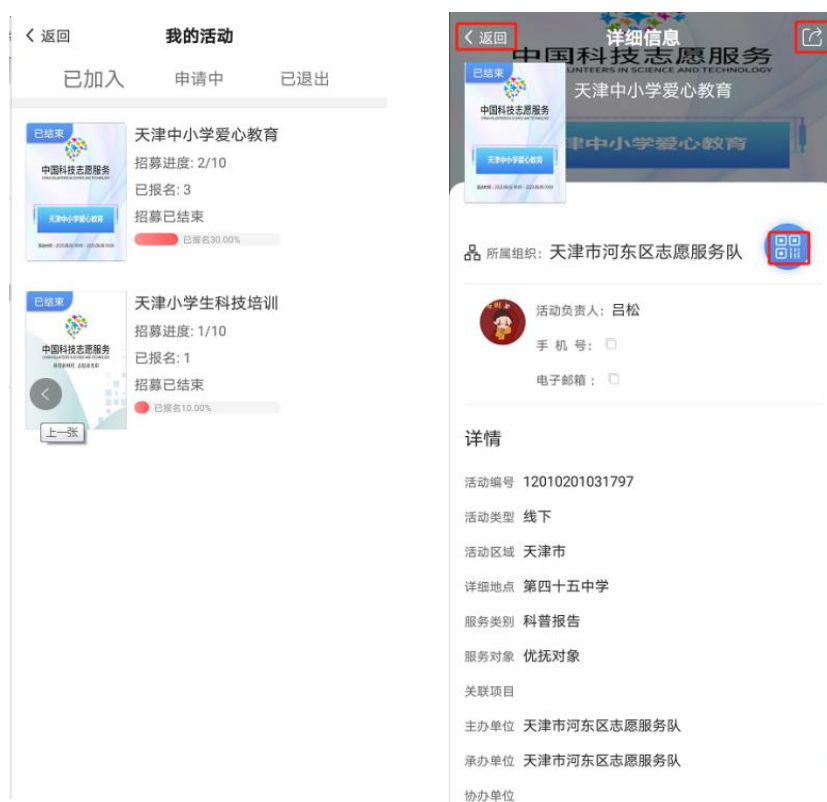 返回
我的活动
已加入
申请中
已退出
已结束
中国科技志愿服务
天津中小学爱心教育
天津中小学爱心教育
招募进度: 2/10
已报名: 3
招募已结束
已报名30.00%
已结束
中国科技志愿服务
天津小学生科技培训
招募进度: 1/10
已报名: 1
招募已结束
已报名10.00%
上一张
返回
详细信息
中国科技志愿服务
UNTEERS IN SCIENCE AND TECHNOLOGY
已结束
中国科技志愿服务
天津中小学爱心教育
天津中小学爱心教育
津中小学爱心教育
所属组织: 天津市河东区志愿服务队
活动负责人: 吕松
手 机 号:
电子邮箱 :
详情
活动编号 12010201031797
活动类型 线下
活动区域 天津市
详细地点 第四十五中学
服务类别 科普报告
服务对象 优抚对象
关联项目
主办单位 天津市河东区志愿服务队
承办单位 天津市河东区志愿服务队
协办单位